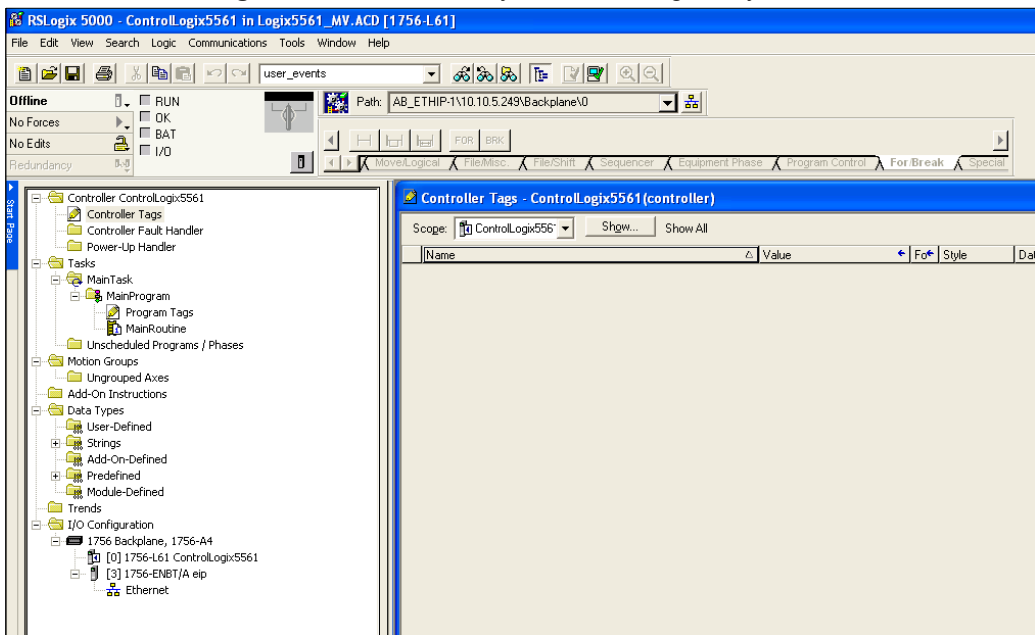 RSLogix 5000 - ControlLogix5561 in Logix5561_MV.ACD [1756-L61]
File Edit View Search Logic Communications Tools Window Help
user_events
Offline
RUN
Path: AB_ETHIP-1\10.10.5.249\Backplane\0
No Forces
OK
No Edits
BAT
I/O
FOR BRK
Redundancy
Move/Logical File/Misc. File/Shift Sequencer Equipment Phase Program Control For/Break Special
Start Page
Controller ControlLogix5561
Controller Tags
Controller Fault Handler
Power-Up Handler
Tasks
MainTask
MainProgram
Program Tags
MainRoutine
Unscheduled Programs / Phases
Motion Groups
Ungrouped Axes
Add-On Instructions
Data Types
User-Defined
Strings
Add-On-Defined
Predefined
Module-Defined
Trends
I/O Configuration
1756 Backplane, 1756-A4
[0] 1756-L61 ControlLogix5561
[3] 1756-ENBT/A eip
Ethernet
Controller Tags - ControlLogix5561(controller)
Scope: ControlLogix556 Show... Show All
Name Value Fo Style Dat